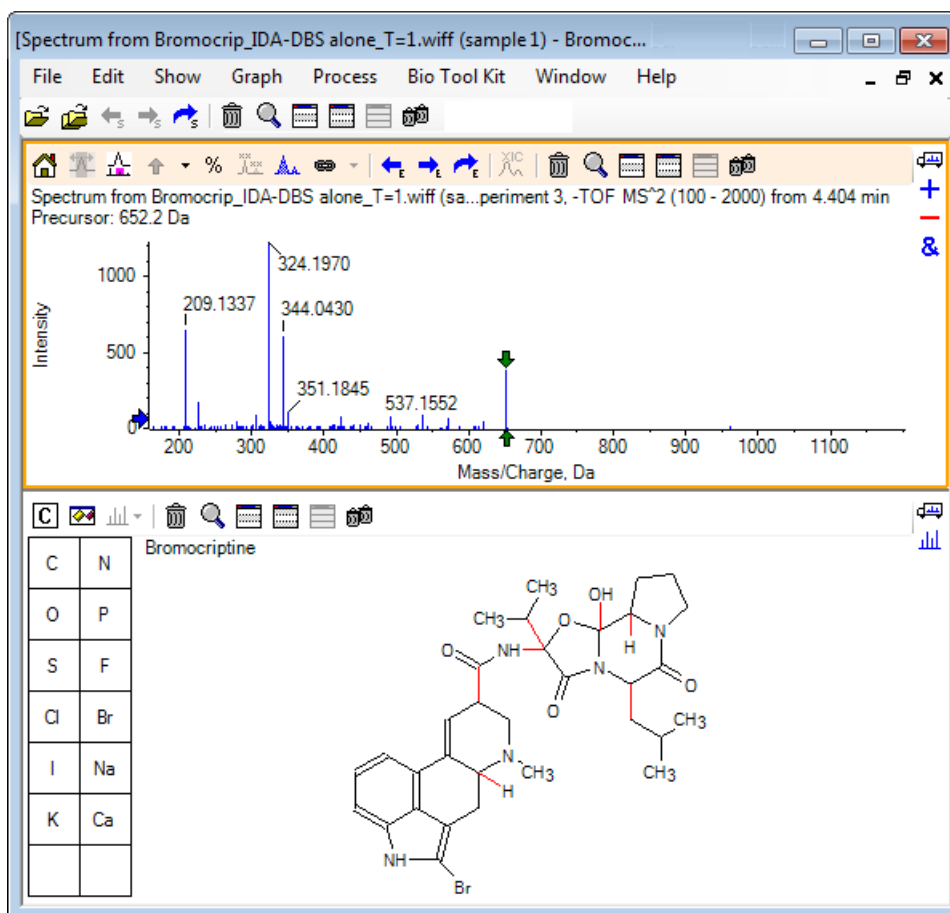 [Spectrum from Bromocrip_IDA-DBS alone_T=1.wiff (sample 1) - Bromoc...
File Edit Show Graph Process Bio Tool Kit Window Help
S S S
% E E E XIC
Spectrum from Bromocrip_IDA-DBS alone_T=1.wiff (sa...periment 3, -TOF MS^2 (100 - 2000) from 4.404 min
Precursor: 652.2 Da
&
Intensity
1000
500
0
324.1970
209.1337
344.0430
351.1845
537.1552
200 300 400 500 600 700 800 900 1000 1100
Mass/Charge, Da
C
Bromocriptine
C N
O P
S F
Cl Br
I Na
K Ca
CH3
OH
CH3
O
N
H
O
NH
N
O
O
CH3
CH3
N
CH3
H
NH
Br